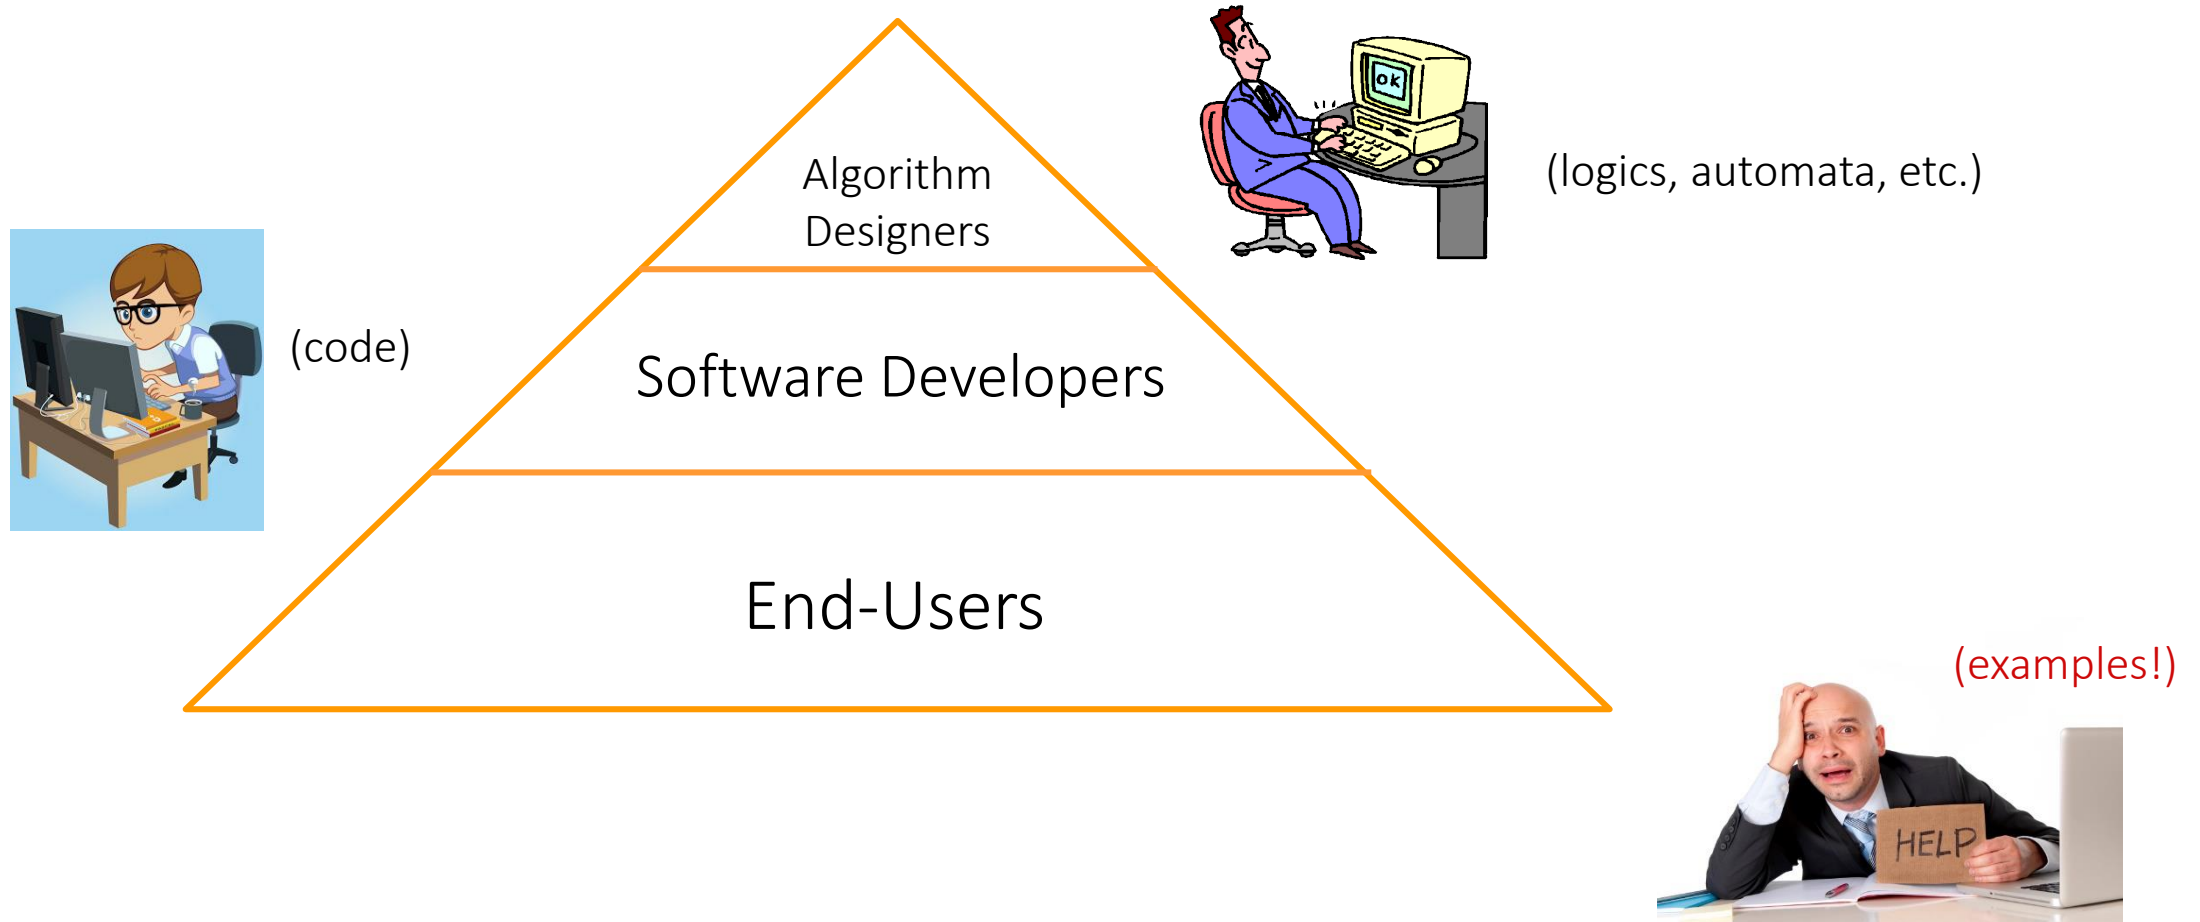 OK
Algorithm
Designers
(logics, automata, etc.)
(code)
Software Developers
End-Users
(examples!)
HELP